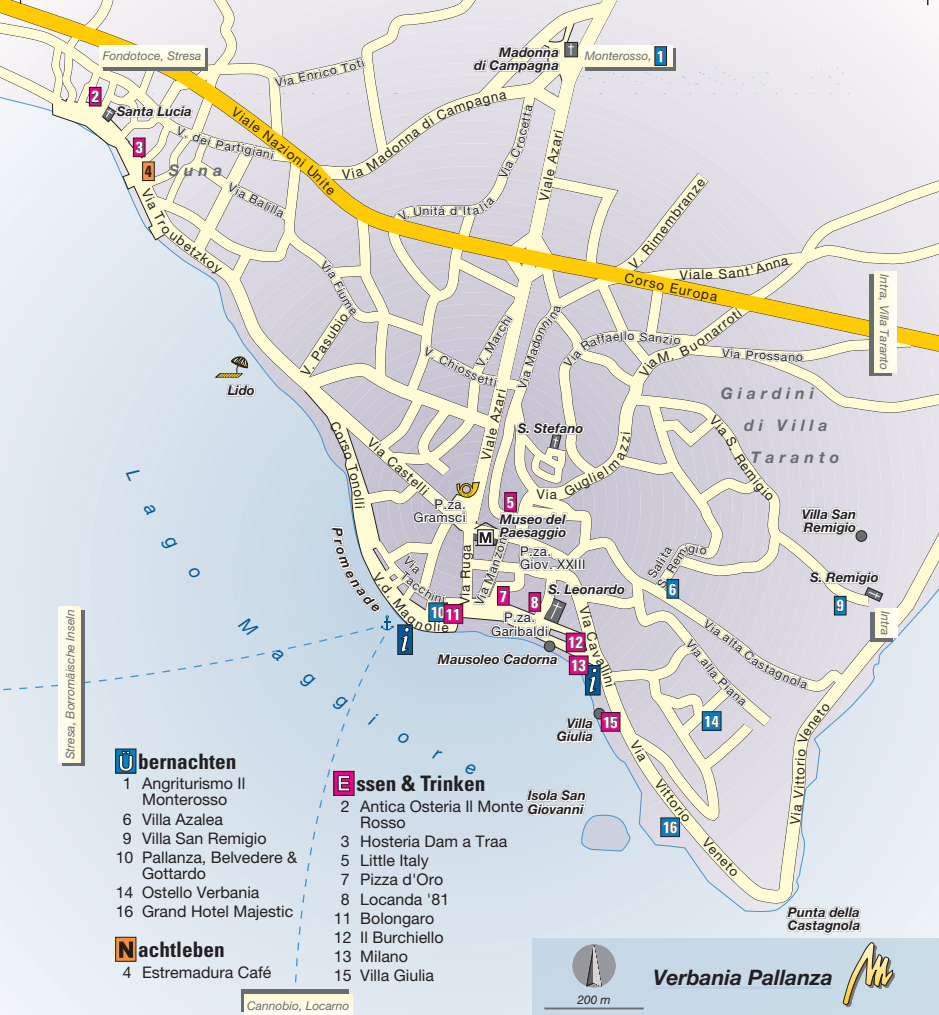 Fondotoce, Stresa
Madonna
di Campagna
Monterosso, 1
Via Enrico Toti
2
Santa Lucia
Viale Nazioni Unite
Via Madonna di Campagna
Via Crocetta
Viale Azari
3
V. dei Partigiani
4
Suna
Via Balilla
V. Unità d'Italia
V. Rimembranze
Via Troubetzkoy
Viale Sant'Anna
Corso Europa
Intra, Villa Taranto
Via Fiume
V. Pasubio
V. Marchi
Via Madonnina
Via Raffaello Sanzio
Via M. Buonarroti
Via Prossano
V. Chiossetti
Lido
Giardini
di Villa
Taranto
Viale Azari
S. Stefano
Via S. Remigio
Corso Tonolli
Via Castelli
Via Guglielmazzi
P.za.
Gramsci
5
Museo del
Paesaggio
M
Villa San
Remigio
Lago Maggiore
Promenade
P.za.
Giov. XXIII
Salita
S. Remigio
S. Remigio
Via
Tacchini
Via Ruga
Via Manzoni
6
9
7
8
S. Leonardo
V.d. Magnolie
10
11
P.za.
Garibaldi
Via Cavallini
Intra
i
12
Mausoleo Cadorna
13
i
Via alta Castagnola
Via alla Piana
Stresa, Borromäische Inseln
Villa
Giulia
15
14
Via Vittorio Veneto
Via Vittorio Veneto
Isola San
Giovanni
16
Punta della
Castagnola
Übernachten
1 Angriturismo Il
Monterosso
6 Villa Azalea
9 Villa San Remigio
10 Pallanza, Belvedere &
Gottardo
14 Ostello Verbania
16 Grand Hotel Majestic
Nachtleben
4 Estremadura Café
Essen & Trinken
2 Antica Osteria Il Monte
Rosso
3 Hosteria Dam a Traa
5 Little Italy
7 Pizza d'Oro
8 Locanda '81
11 Bolongaro
12 Il Burchiello
13 Milano
15 Villa Giulia
Cannobio, Locarno
200 m
Verbania Pallanza